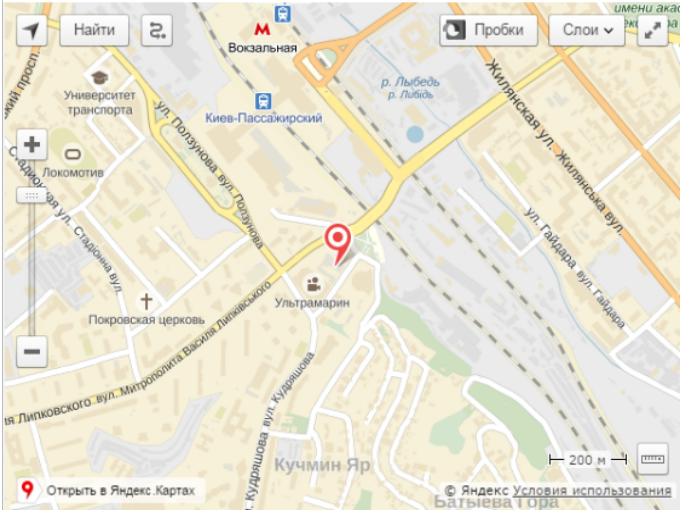 имени акад
Найти
Пробки
Слои
М
Вокзальная
р. Лыбедь
р. Либідь
Университет
транспорта
Киев-Пассажирский
Жилянская ул. Жилянська вул.
ул. Ползунова вул. Ползунова
Локомотив
Стадионная ул. Стадіонна вул.
ул. Гайдара вул. Гайдара
Ультрамарин
Покровская церковь
ул. Митрополита Василя Липківського
ия Липковского вул.
л. Кудряшова вул. Кудряшова
Кучмин Яр
200 м
Открыть в Яндекс.Картах
© Яндекс Условия использования
Батыева Гора